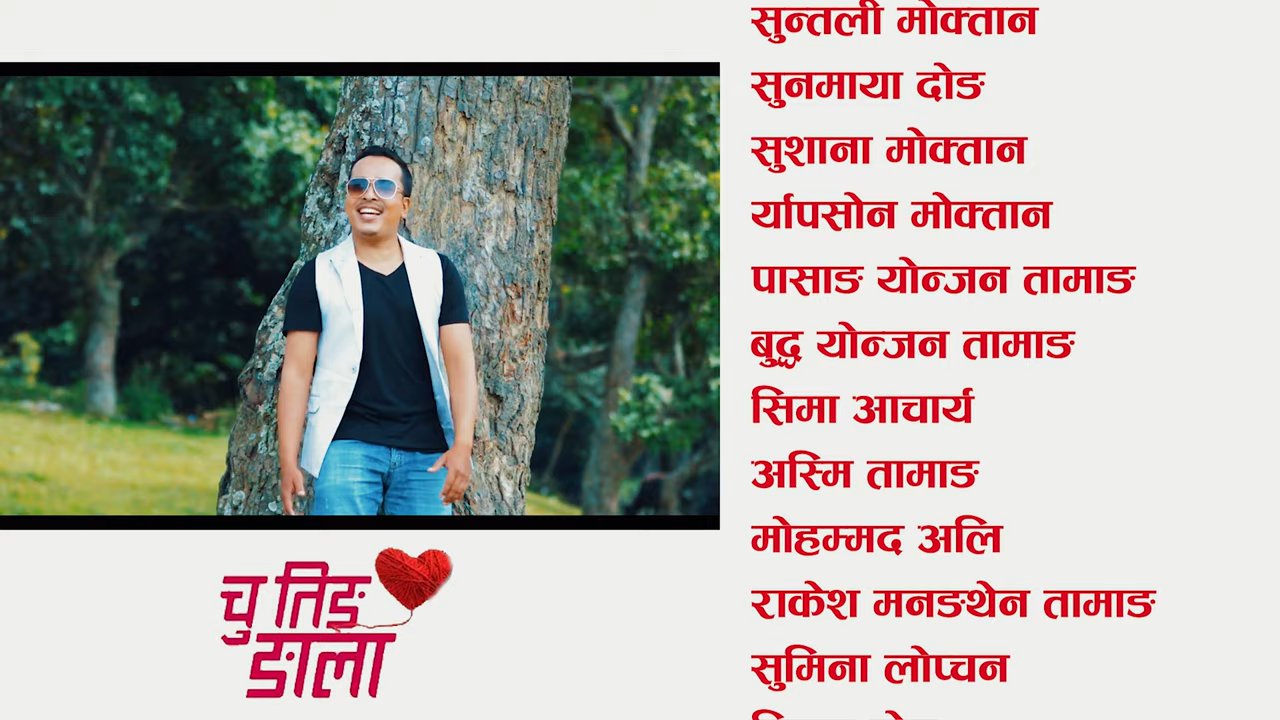 सुन्तली मोक्तान
सुनमाया दोङ
सुशाना मोक्तान
र्यापसोन मोक्तान
पासाङ योन्जन तामाङ
बुद्ध योन्जन तामाङ
सिमा आचार्य
अस्मि तामाङ
मोहम्मद अलि
राकेश मनङथेन तामाङ
सुमिना लोप्चन
चु तिङ
ङाला